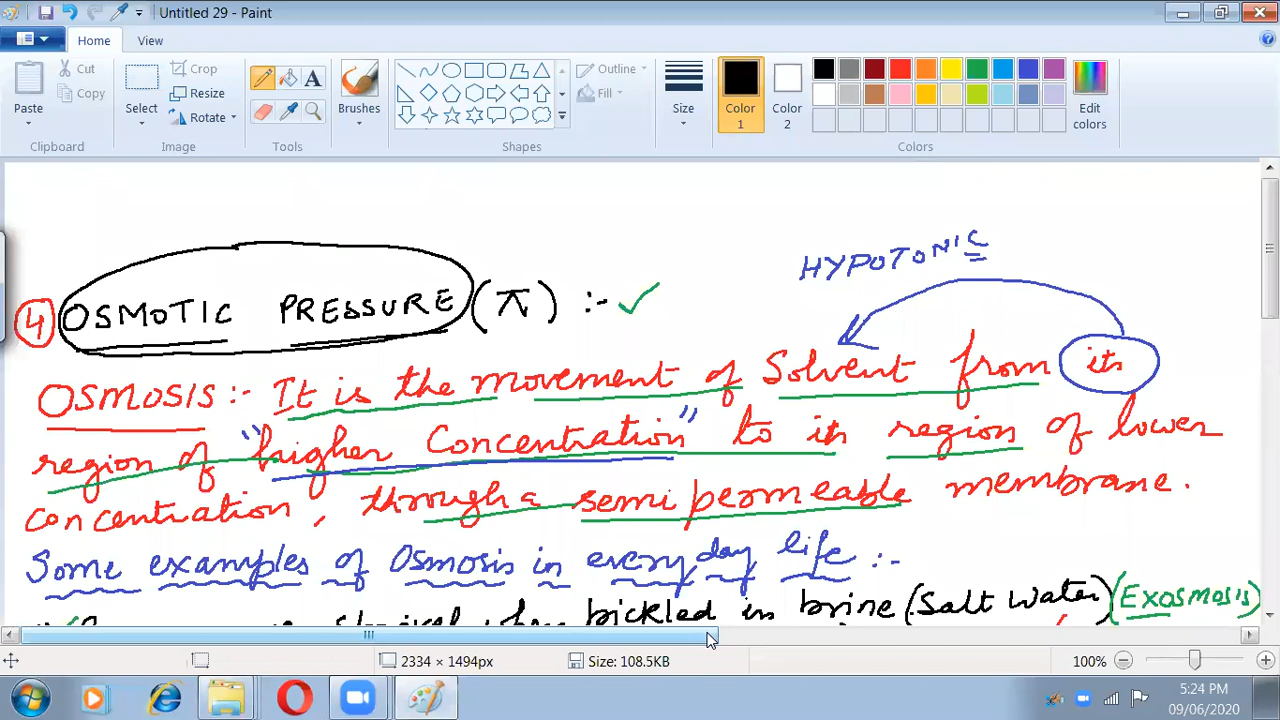 Untitled 29 - Paint
Home View
Paste
Cut
Copy
Clipboard
Select
Crop
Resize
Rotate
Image
A
Tools
Brushes
Outline
Fill
Shapes
Size
Color 1
Color 2
Edit colors
Colors
HYPOTONIC
4 OSMOTIC PRESSURE (π) :- ✓
OSMOSIS :- It is the movement of Solvent from its
region of "higher Concentration" to its region of lower
concentration, through a semi permeable membrane.
Some examples of Osmosis in every day life :-
pickled in brine (Salt Water) (Exosmosis)
2334 × 1494px Size: 108.5KB 100%
5:24 PM
09/06/2020